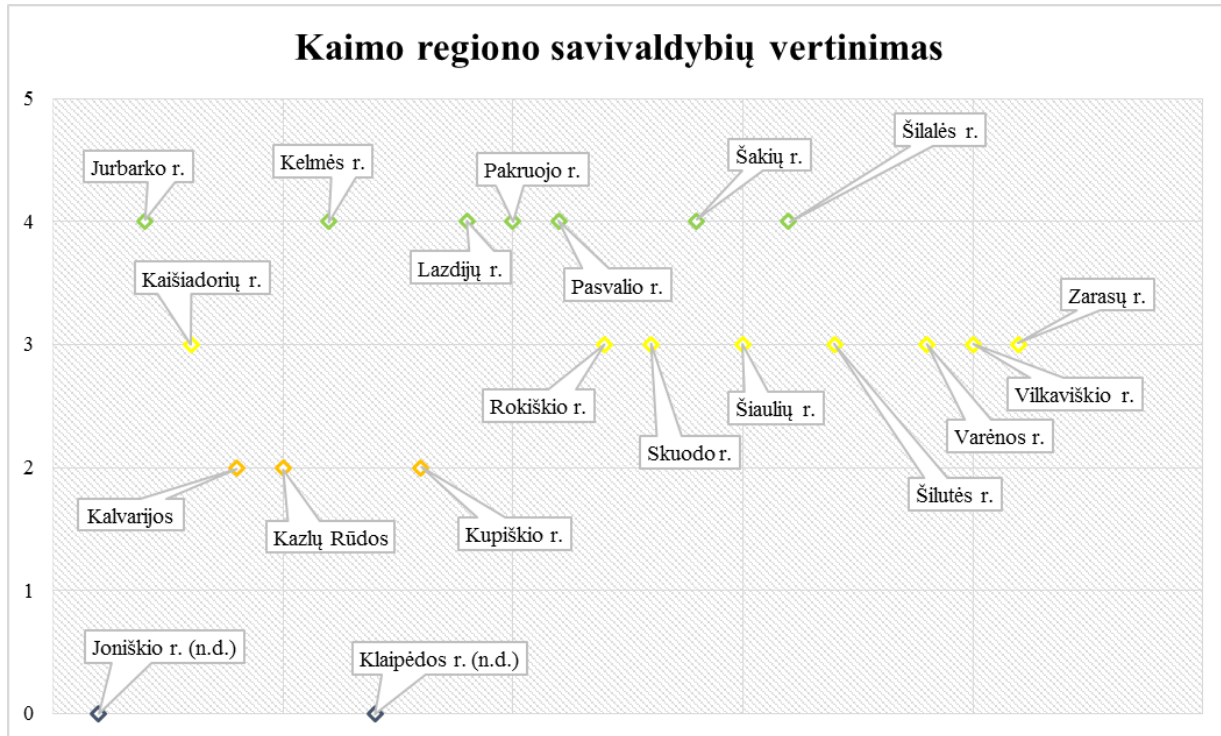 Kaimo regiono savivaldybių vertinimas
5
Šilalės r.
Šakių r.
Jurbarko r.
Kelmės r.
Pakruojo r.
4
Lazdijų r.
Kaišiadorių r.
Pasvalio r.
Zarasų r.
3
Rokiškio r.
Šiaulių r.
Vilkaviškio r.
Skuodo r.
Varėnos r.
Šilutės r.
2
Kalvarijos
Kazlų Rūdos
Kupiškio r.
1
Joniškio r. (n.d.)
Klaipėdos r. (n.d.)
0